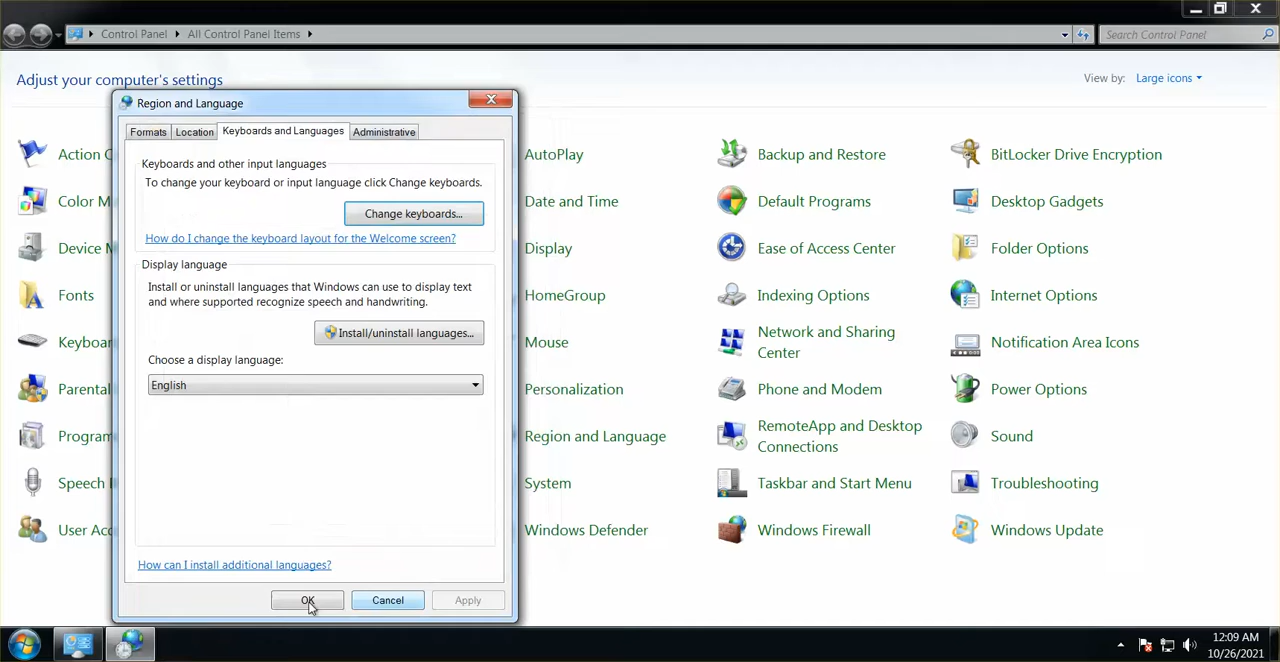 Control Panel
All Control Panel Items
Search Control Panel
Adjust your computer's settings
View by:
Large icons
Region and Language
Formats
Location
Keyboards and Languages
Administrative
Keyboards and other input languages
To change your keyboard or input language click Change keyboards.
Change keyboards...
How do I change the keyboard layout for the Welcome screen?
Display language
Install or uninstall languages that Windows can use to display text
and where supported recognize speech and handwriting.
Install/uninstall languages...
Choose a display language:
English
How can I install additional languages?
OK
Cancel
Apply
Action C
AutoPlay
Backup and Restore
BitLocker Drive Encryption
Color M
Date and Time
Default Programs
Desktop Gadgets
Device M
Display
Ease of Access Center
Folder Options
Fonts
HomeGroup
Indexing Options
Internet Options
Keyboar
Mouse
Network and Sharing
Center
Notification Area Icons
Parental
Personalization
Phone and Modem
Power Options
Program
Region and Language
RemoteApp and Desktop
Connections
Sound
Speech
System
Taskbar and Start Menu
Troubleshooting
User Acc
Windows Defender
Windows Firewall
Windows Update
12:09 AM
10/26/2021